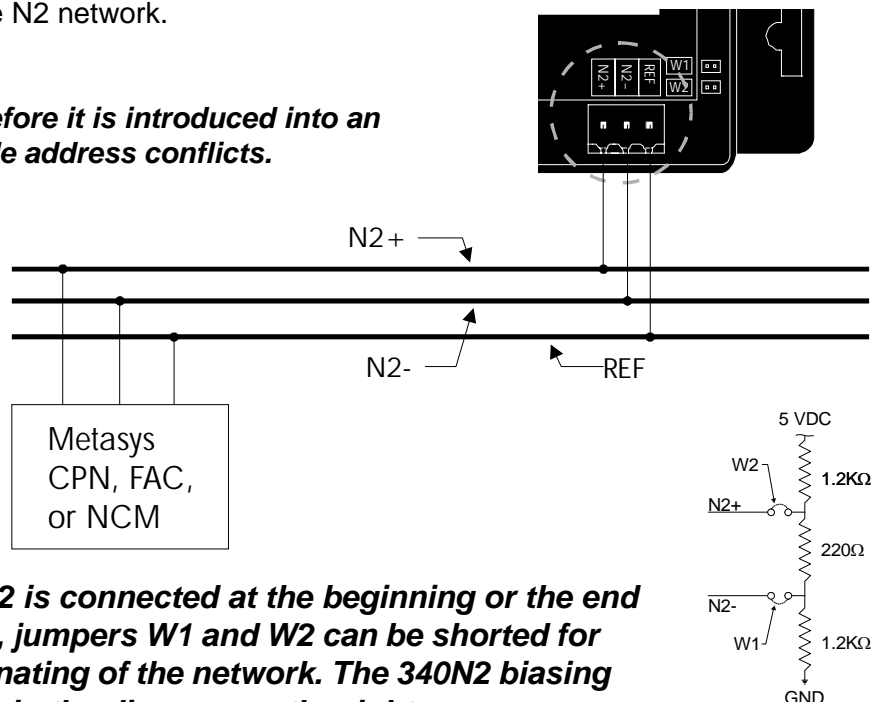 e N2 network.
efore it is introduced into an
le address conflicts.
N2+
N2-
REF
W1
W2
N2+
N2-
REF
Metasys
CPN, FAC,
or NCM
5 VDC
W2
1.2KΩ
N2+
220Ω
N2-
W1
1.2KΩ
GND
2 is connected at the beginning or the end
, jumpers W1 and W2 can be shorted for
nating of the network. The 340N2 biasing